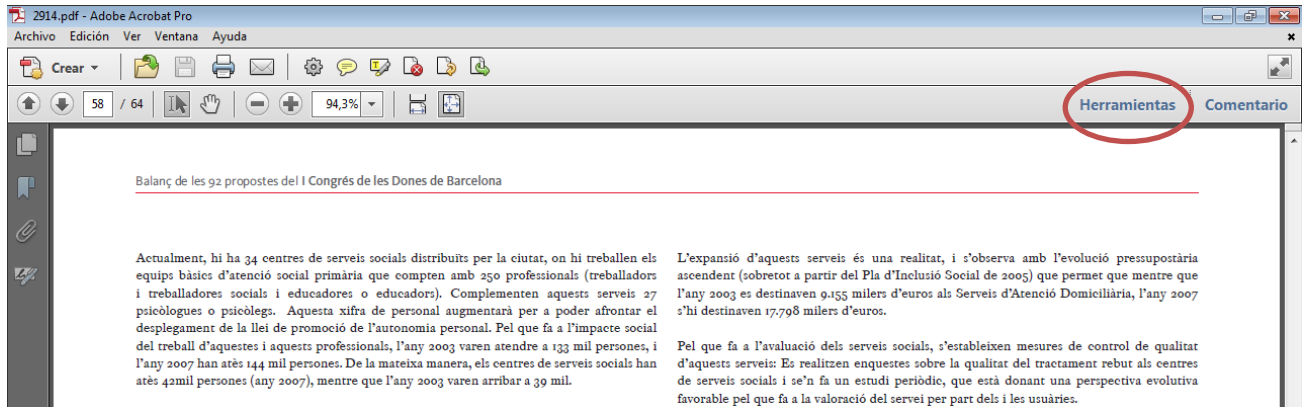 2914.pdf - Adobe Acrobat Pro
Archivo Edición Ver Ventana Ayuda
Crear
58 / 64 94,3%
Herramientas Comentario
Balanç de les 92 propostes del I Congrés de les Dones de Barcelona
Actualment, hi ha 34 centres de serveis socials distribuïts per la ciutat, on hi treballen els
equips bàsics d'atenció social primària que compten amb 250 professionals (treballadors
i treballadores socials i educadores o educadors). Complementen aquests serveis 27
psicòlogues o psicòlegs. Aquesta xifra de personal augmentarà per a poder afrontar el
desplegament de la llei de promoció de l'autonomia personal. Pel que fa a l'impacte social
del treball d'aquestes i aquests professionals, l'any 2003 varen atendre a 133 mil persones, i
l'any 2007 han atès 144 mil persones. De la mateixa manera, els centres de serveis socials han
atès 42mil persones (any 2007), mentre que l'any 2003 varen arribar a 39 mil.
L'expansió d'aquests serveis és una realitat, i s'observa amb l'evolució pressupostària
ascendent (sobretot a partir del Pla d'Inclusió Social de 2005) que permet que mentre que
l'any 2003 es destinaven 9.155 milers d'euros als Serveis d'Atenció Domiciliària, l'any 2007
s'hi destinaven 17.798 milers d'euros.
Pel que fa a l'avaluació dels serveis socials, s'estableixen mesures de control de qualitat
d'aquests serveis: Es realitzen enquestes sobre la qualitat del tractament rebut als centres
de serveis socials i se'n fa un estudi periòdic, que està donant una perspectiva evolutiva
favorable pel que fa a la valoració del servei per part dels i les usuàries.